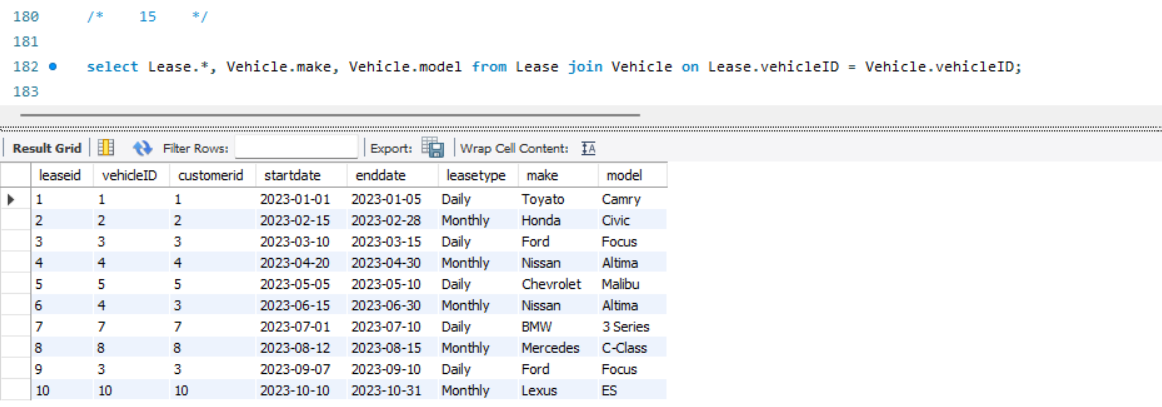 180 /* 15 */
181
182 select Lease.*, Vehicle.make, Vehicle.model from Lease join Vehicle on Lease.vehicleID = Vehicle.vehicleID;
183
Result Grid Filter Rows: Export: Wrap Cell Content: IA
leaseid vehicleID customerid startdate enddate leasetype make model
1 1 1 2023-01-01 2023-01-05 Daily Toyato Camry
2 2 2 2023-02-15 2023-02-28 Monthly Honda Civic
3 3 3 2023-03-10 2023-03-15 Daily Ford Focus
4 4 4 2023-04-20 2023-04-30 Monthly Nissan Altima
5 5 5 2023-05-05 2023-05-10 Daily Chevrolet Malibu
6 4 3 2023-06-15 2023-06-30 Monthly Nissan Altima
7 7 7 2023-07-01 2023-07-10 Daily BMW 3 Series
8 8 8 2023-08-12 2023-08-15 Monthly Mercedes C-Class
9 3 3 2023-09-07 2023-09-10 Daily Ford Focus
10 10 10 2023-10-10 2023-10-31 Monthly Lexus ES